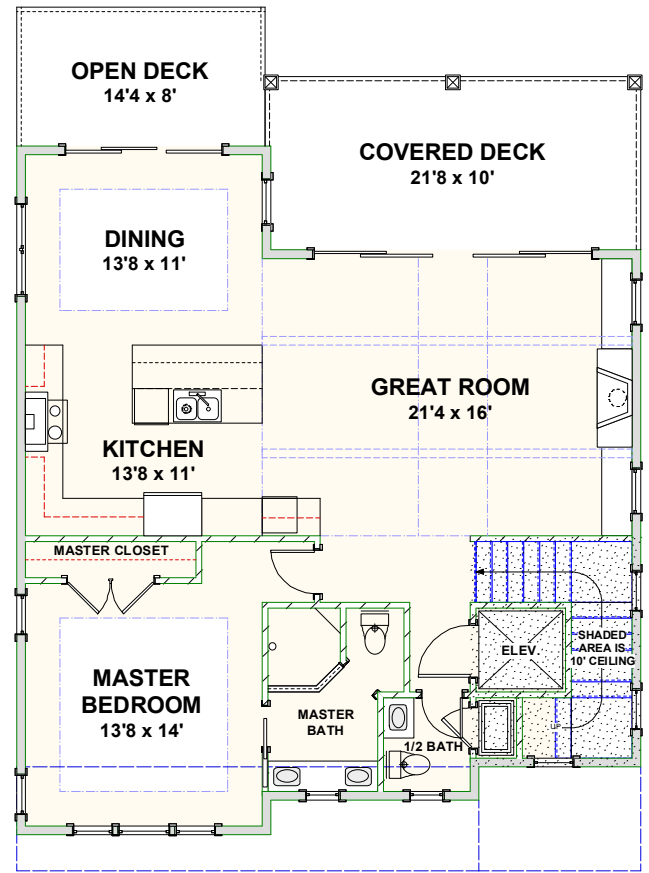 OPEN DECK
14'4 x 8'
COVERED DECK
21'8 x 10'
DINING
13'8 x 11'
GREAT ROOM
21'4 x 16'
KITCHEN
13'8 x 11'
MASTER CLOSET
SHADED
AREA IS
10' CEILING
ELEV
MASTER
BEDROOM
13'8 x 14'
MASTER
BATH
1/2 BATH
UP